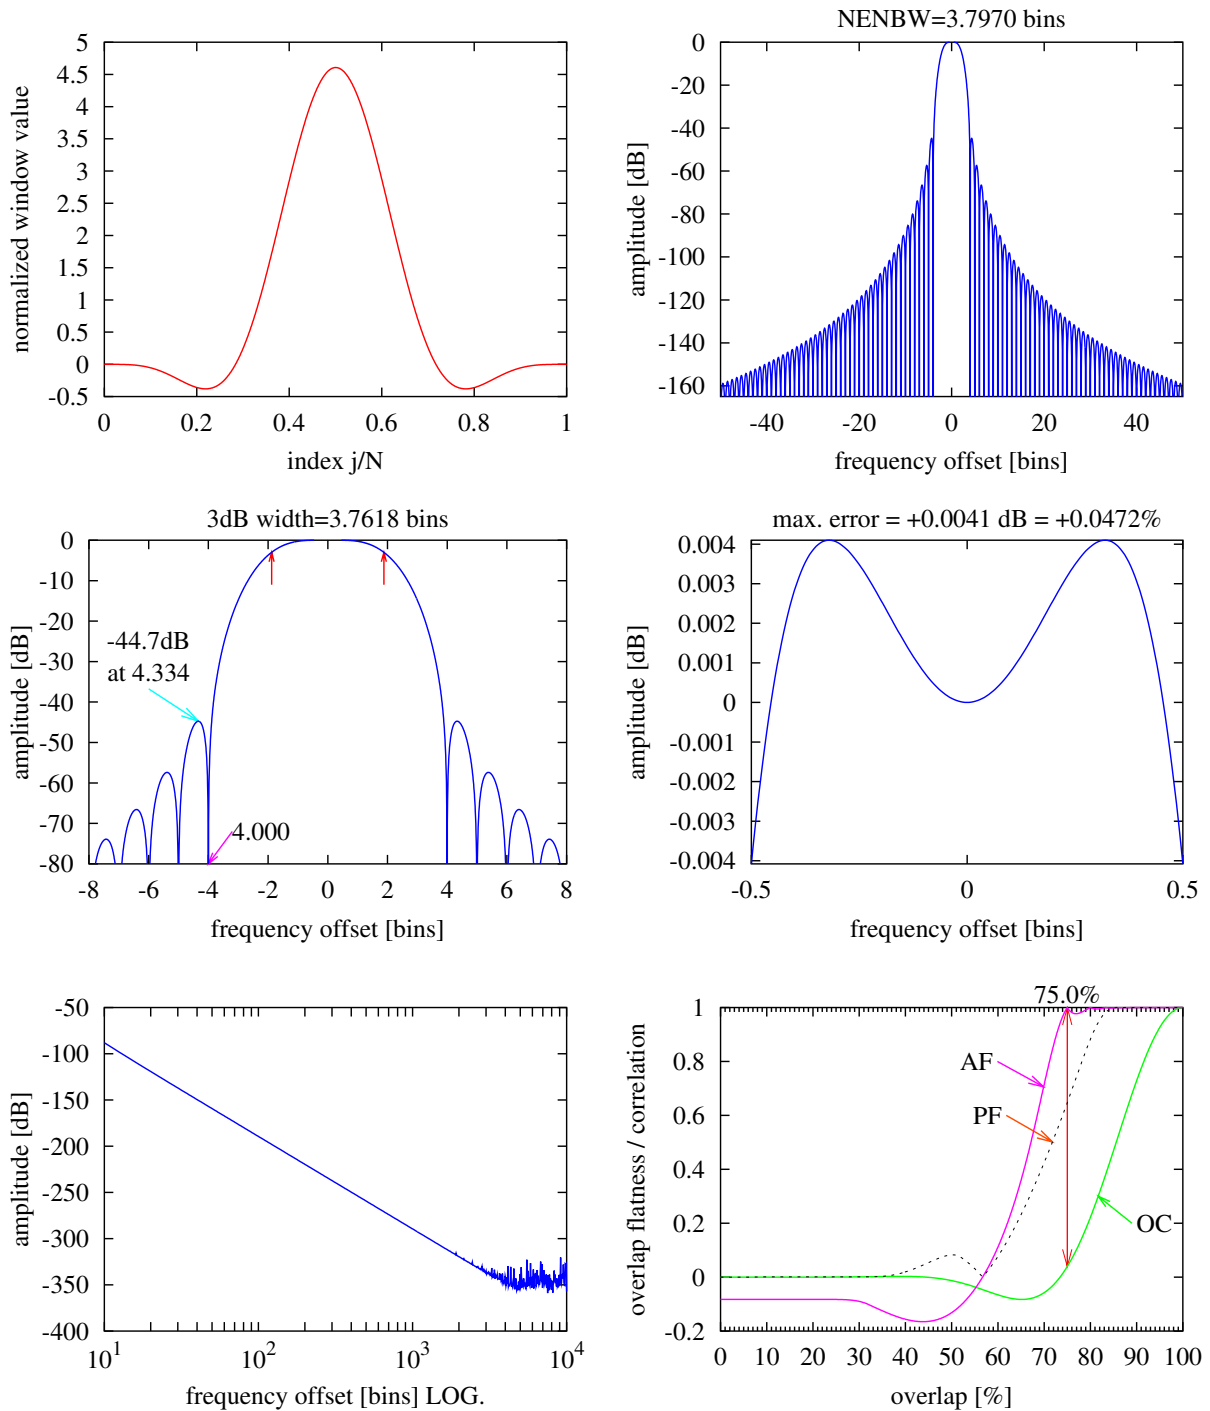 5
4.5
4
3.5
3
2.5
2
1.5
1
0.5
0
-0.5
normalized window value
0 0.2 0.4 0.6 0.8 1
index j/N
NENBW=3.7970 bins
0
-20
-40
-60
-80
-100
-120
-140
-160
amplitude [dB]
-40 -20 0 20 40
frequency offset [bins]
3dB width=3.7618 bins
0
-10
-20
-30
-40
-50
-60
-70
-80
amplitude [dB]
-44.7dB
at 4.334
4.000
-8 -6 -4 -2 0 2 4 6 8
frequency offset [bins]
max. error = +0.0041 dB = +0.0472%
0.004
0.003
0.002
0.001
0
-0.001
-0.002
-0.003
-0.004
amplitude [dB]
-0.5 0 0.5
frequency offset [bins]
-50
-100
-150
-200
-250
-300
-350
-400
amplitude [dB]
10¹ 10² 10³ 10⁴
frequency offset [bins] LOG.
75.0%
1
0.8
0.6
0.4
0.2
0
-0.2
overlap flatness / correlation
AF
PF
OC
0 10 20 30 40 50 60 70 80 90 100
overlap [%]